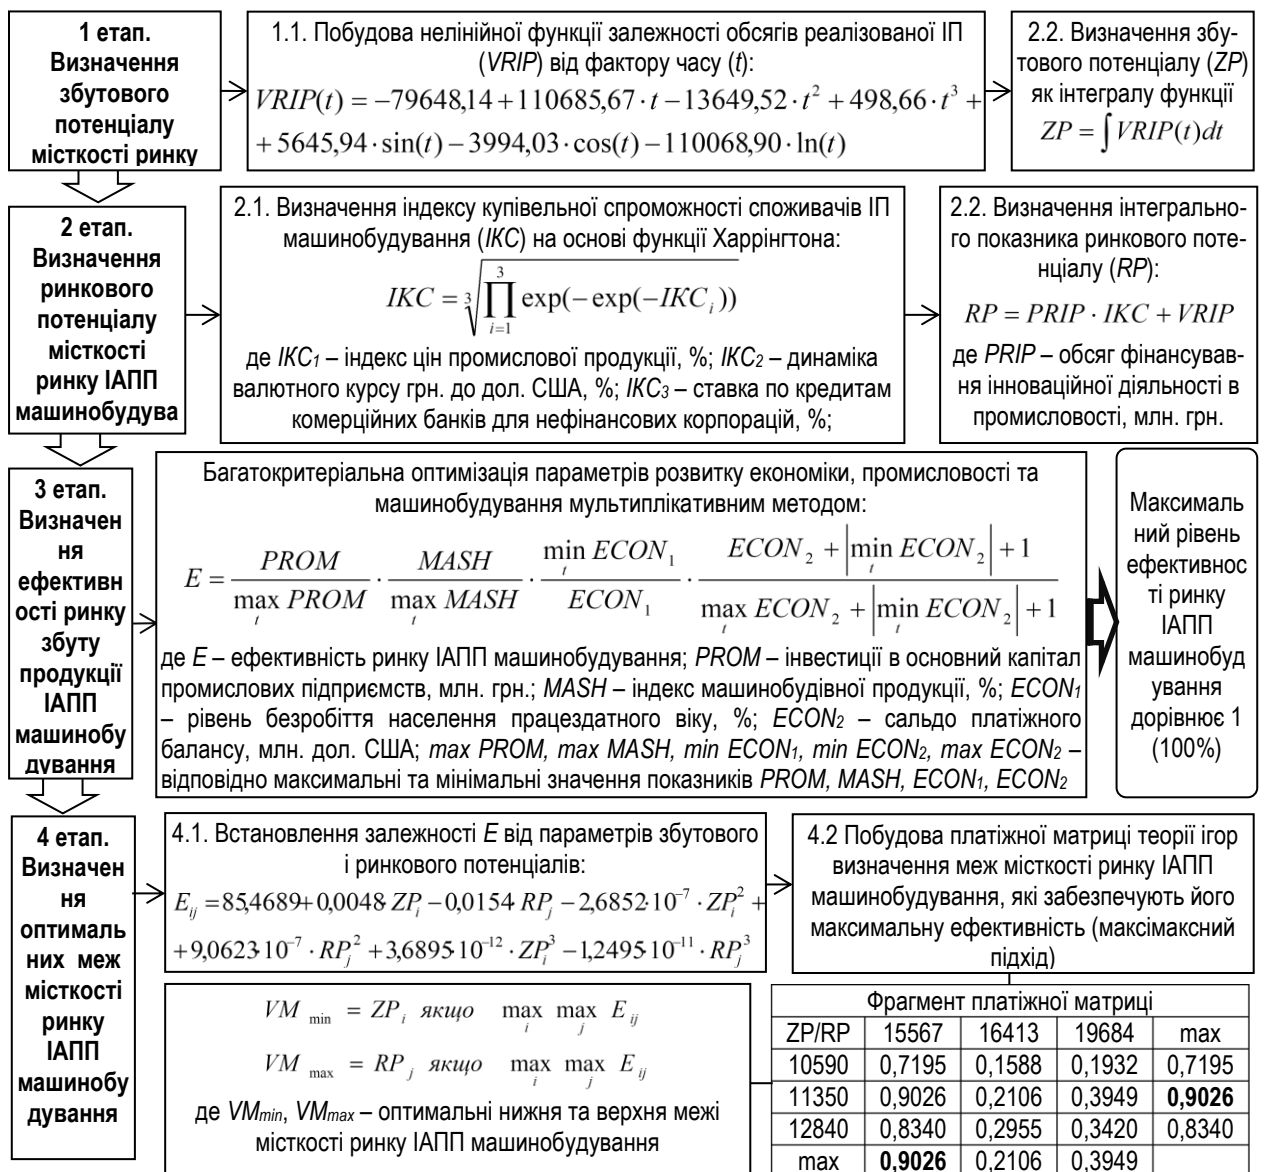 1 етап.
Визначення
збутового
потенціалу
місткості ринку
1.1. Побудова нелінійної функції залежності обсягів реалізованої ІП
(VRIP) від фактору часу (t):
VRIP(t) = −79648,14 + 110685,67 · t − 13649,52 · t² + 498,66 · t³ +
+ 5645,94 · sin(t) − 3994,03 · cos(t) − 110068,90 · ln(t)
2.2. Визначення збу-
тового потенціалу (ZP)
як інтегралу функції
ZP = ∫ VRIP(t)dt
2 етап.
Визначення
ринкового
потенціалу
місткості
ринку ІАПП
машинобудува
2.1. Визначення індексу купівельної спроможності споживачів ІП
машинобудування (ІКС) на основі функції Харрінгтона:
IKC = ∛(∏ᵢ₌₁³ exp(− exp(−IKCᵢ)))
де ІКС₁ – індекс цін промислової продукції, %; ІКС₂ – динаміка
валютного курсу грн. до дол. США, %; ІКС₃ – ставка по кредитам
комерційних банків для нефінансових корпорацій, %;
2.2. Визначення інтегрально-
го показника ринкового поте-
нціалу (RP):
RP = PRIP · IKC + VRIP
де PRIP – обсяг фінансуван-
ня інноваційної діяльності в
промисловості, млн. грн.
3 етап.
Визначен
ня
ефективн
ості ринку
збуту
продукції
ІАПП
машинобу
дування
Багатокритеріальна оптимізація параметрів розвитку економіки, промисловості та
машинобудування мультиплікативним методом:
E = PROM / max_t PROM · MASH / max_t MASH · min_t ECON₁ / ECON₁ · (ECON₂ + |min_t ECON₂| + 1) / (max_t ECON₂ + |min_t ECON₂| + 1)
де E – ефективність ринку ІАПП машинобудування; PROM – інвестиції в основний капітал
промислових підприємств, млн. грн.; MASH – індекс машинобудівної продукції, %; ECON₁
– рівень безробіття населення працездатного віку, %; ECON₂ – сальдо платіжного
балансу, млн. дол. США; max PROM, max MASH, min ECON₁, min ECON₂, max ECON₂ –
відповідно максимальні та мінімальні значення показників PROM, MASH, ECON₁, ECON₂
Максималь
ний рівень
ефективнос
ті ринку
ІАПП
машинобуд
ування
дорівнює 1
(100%)
4 етап.
Визначен
ня
оптималь
них меж
місткості
ринку
ІАПП
машинобу
дування
4.1. Встановлення залежності E від параметрів збутового
і ринкового потенціалів:
Eᵢⱼ = 85,4689 + 0,0048 · ZPᵢ − 0,0154 · RPⱼ − 2,6852·10⁻⁷ · ZPᵢ² +
+ 9,0623·10⁻⁷ · RPⱼ² + 3,6895·10⁻¹² · ZPᵢ³ − 1,2495·10⁻¹¹ · RPⱼ³
4.2 Побудова платіжної матриці теорії ігор
визначення меж місткості ринку ІАПП
машинобудування, які забезпечують його
максимальну ефективність (максімаксний
підхід)
VM min = ZPᵢ якщо max_i max_j Eᵢⱼ
VM max = RPⱼ якщо max_i max_j Eᵢⱼ
де VMmin, VMmax – оптимальні нижня та верхня межі
місткості ринку ІАПП машинобудування
Фрагмент платіжної матриці
ZP/RP 15567 16413 19684 max
10590 0,7195 0,1588 0,1932 0,7195
11350 0,9026 0,2106 0,3949 0,9026
12840 0,8340 0,2955 0,3420 0,8340
max 0,9026 0,2106 0,3949